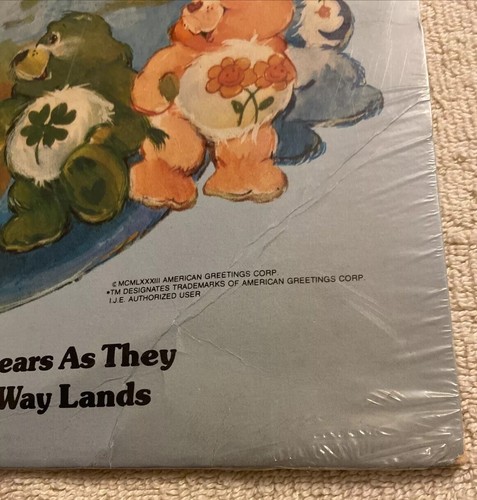 © MCMLXXXIII AMERICAN GREETINGS CORP
*TM DESIGNATES TRADEMARKS OF AMERICAN GREETINGS CORP
I.J.E. AUTHORIZED USER
ears As They
Way Lands